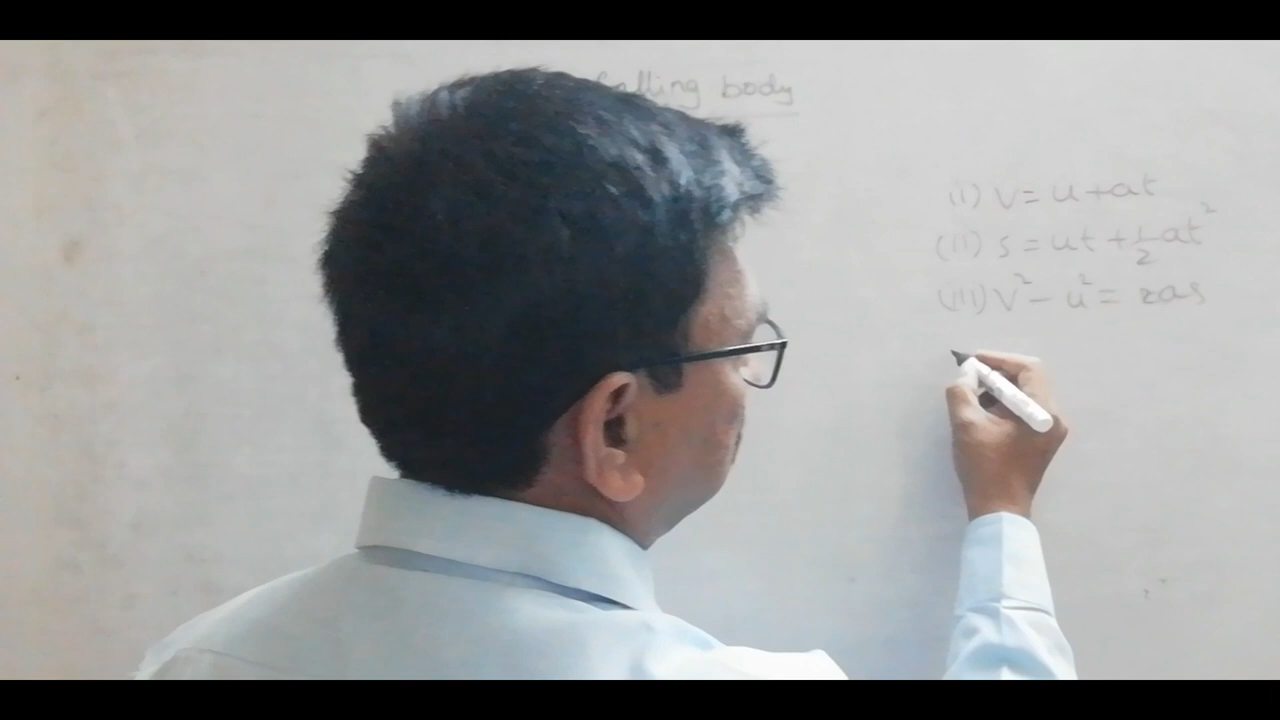 falling body
(i) v = u + at
(ii) s = ut + 1/2 at²
(iii) v² - u² = 2as